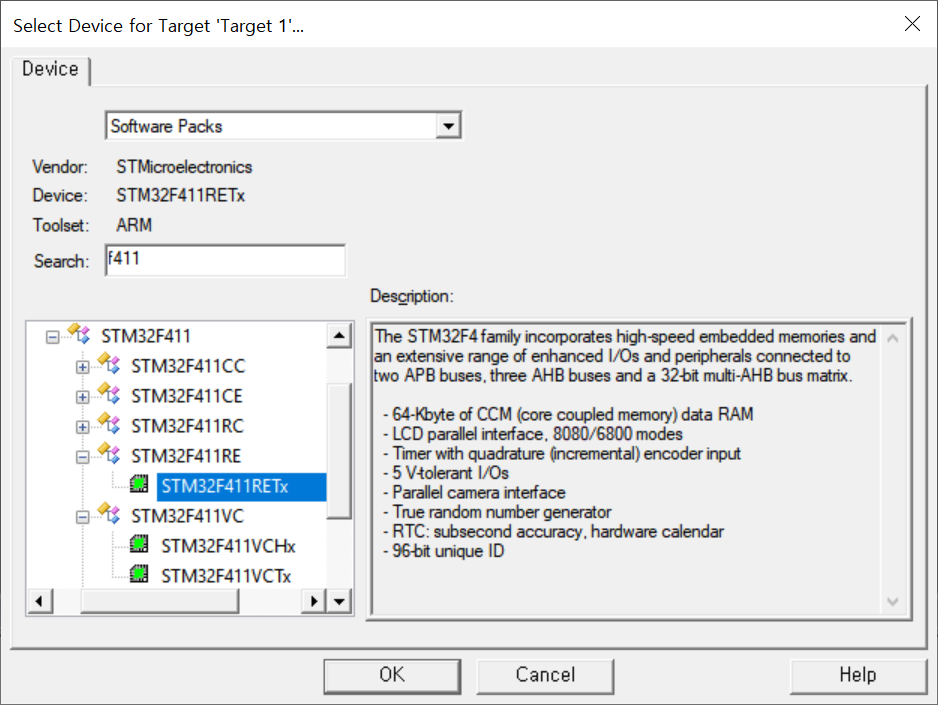 Select Device for Target 'Target 1'...
Device
Software Packs
Vendor: STMicroelectronics
Device: STM32F411RETx
Toolset: ARM
Search: f411
Description:
STM32F411
STM32F411CC
STM32F411CE
STM32F411RC
STM32F411RE
STM32F411RETx
STM32F411VC
STM32F411VCHx
STM32F411VCTx
The STM32F4 family incorporates high-speed embedded memories and
an extensive range of enhanced I/Os and peripherals connected to
two APB buses, three AHB buses and a 32-bit multi-AHB bus matrix.
- 64-Kbyte of CCM (core coupled memory) data RAM
- LCD parallel interface, 8080/6800 modes
- Timer with quadrature (incremental) encoder input
- 5 V-tolerant I/Os
- Parallel camera interface
- True random number generator
- RTC: subsecond accuracy, hardware calendar
- 96-bit unique ID
OK Cancel Help